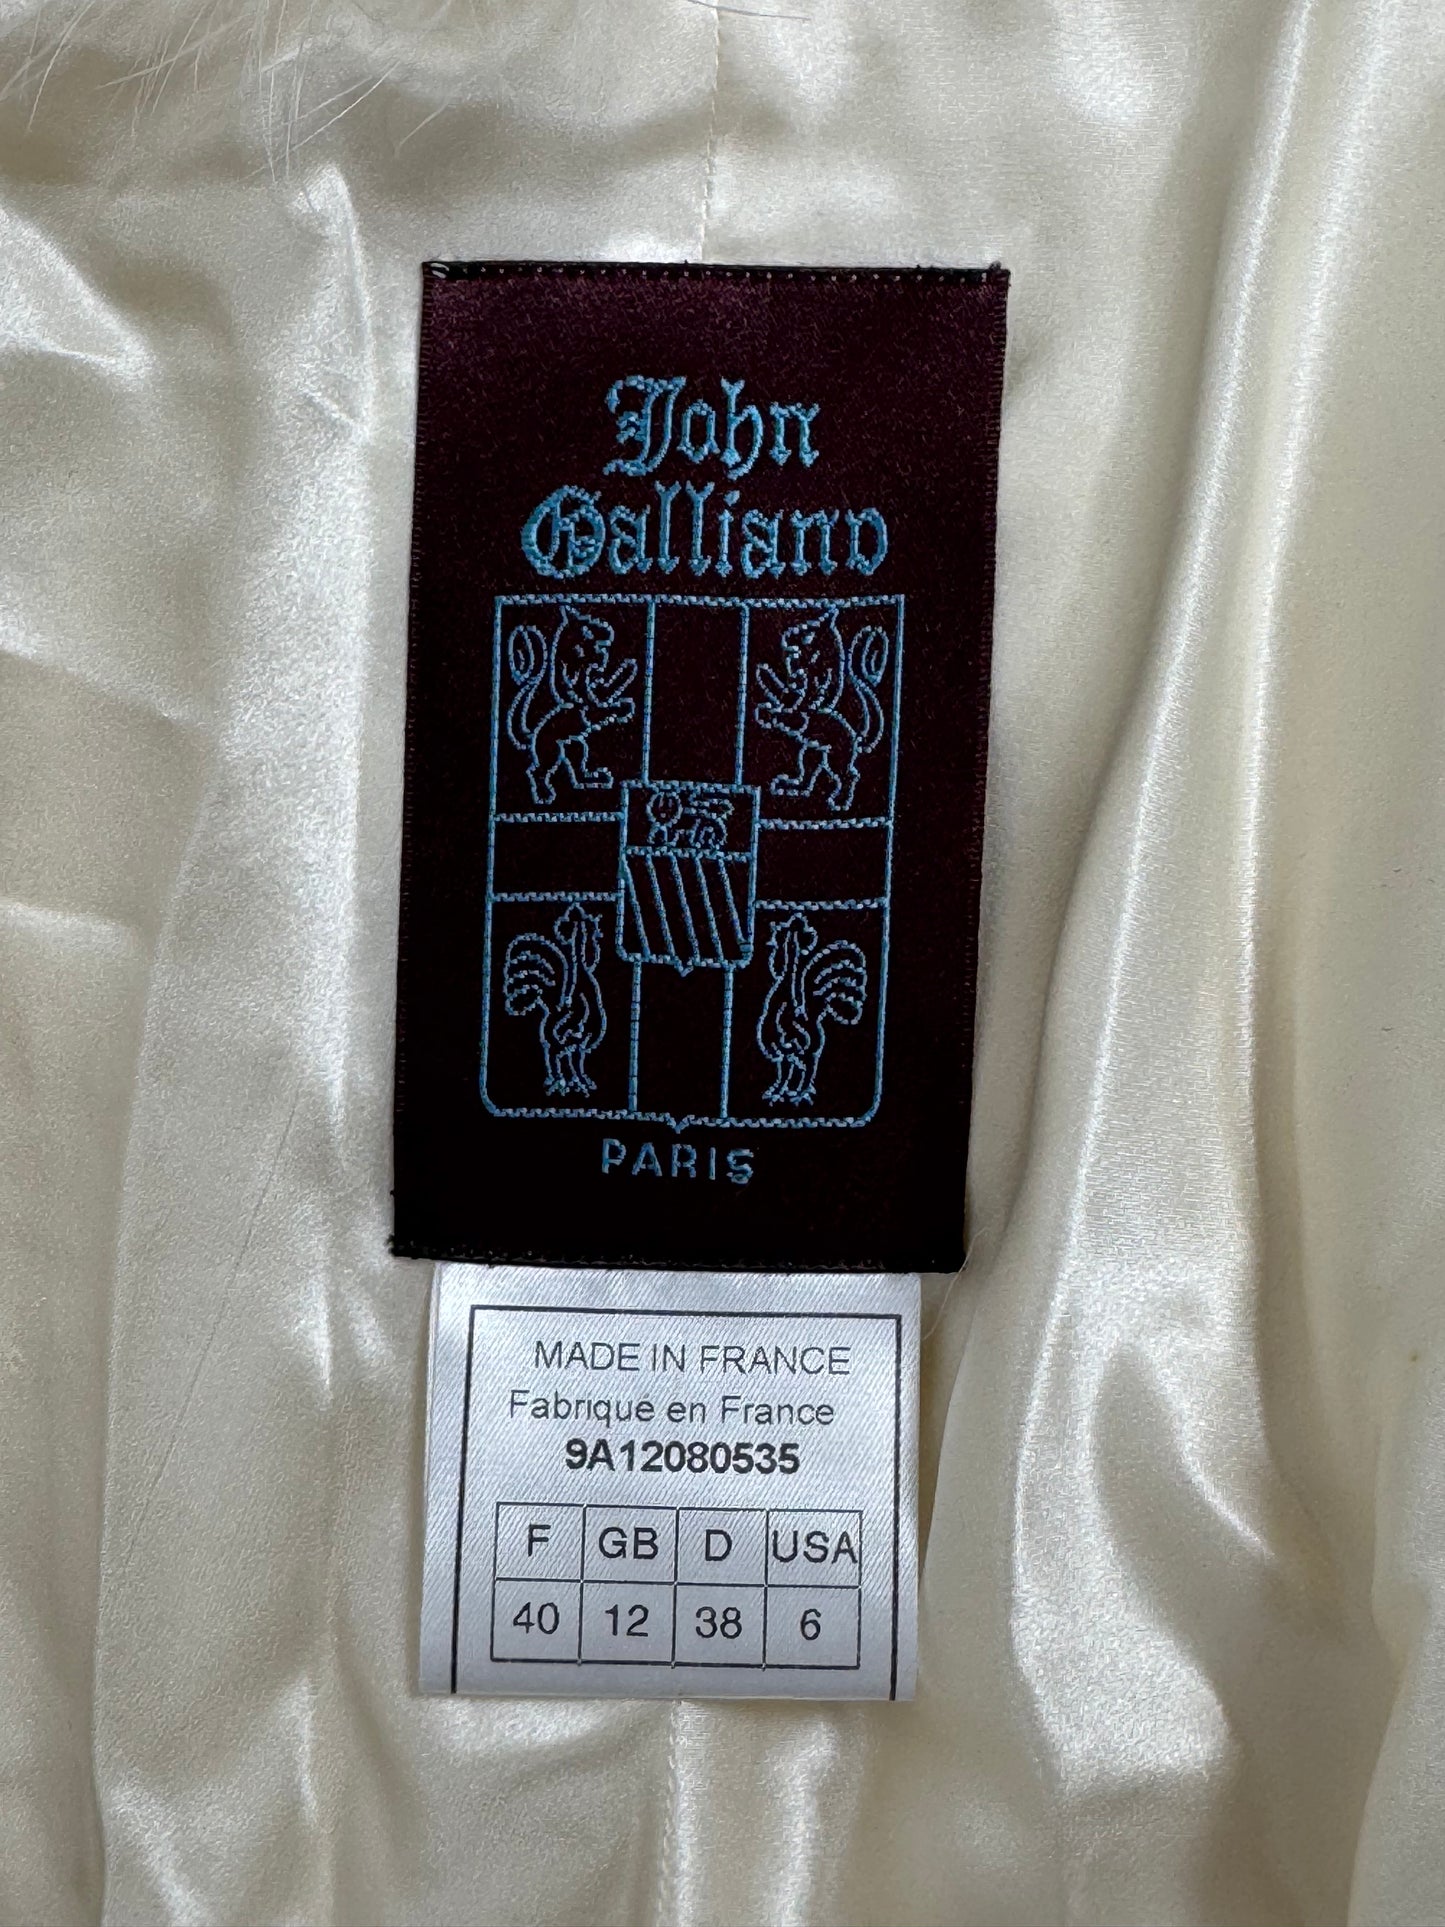 John
Galliano
PARIS
MADE IN FRANCE
Fabriqué en France
9A12080535
F GB D USA
40 12 38 6